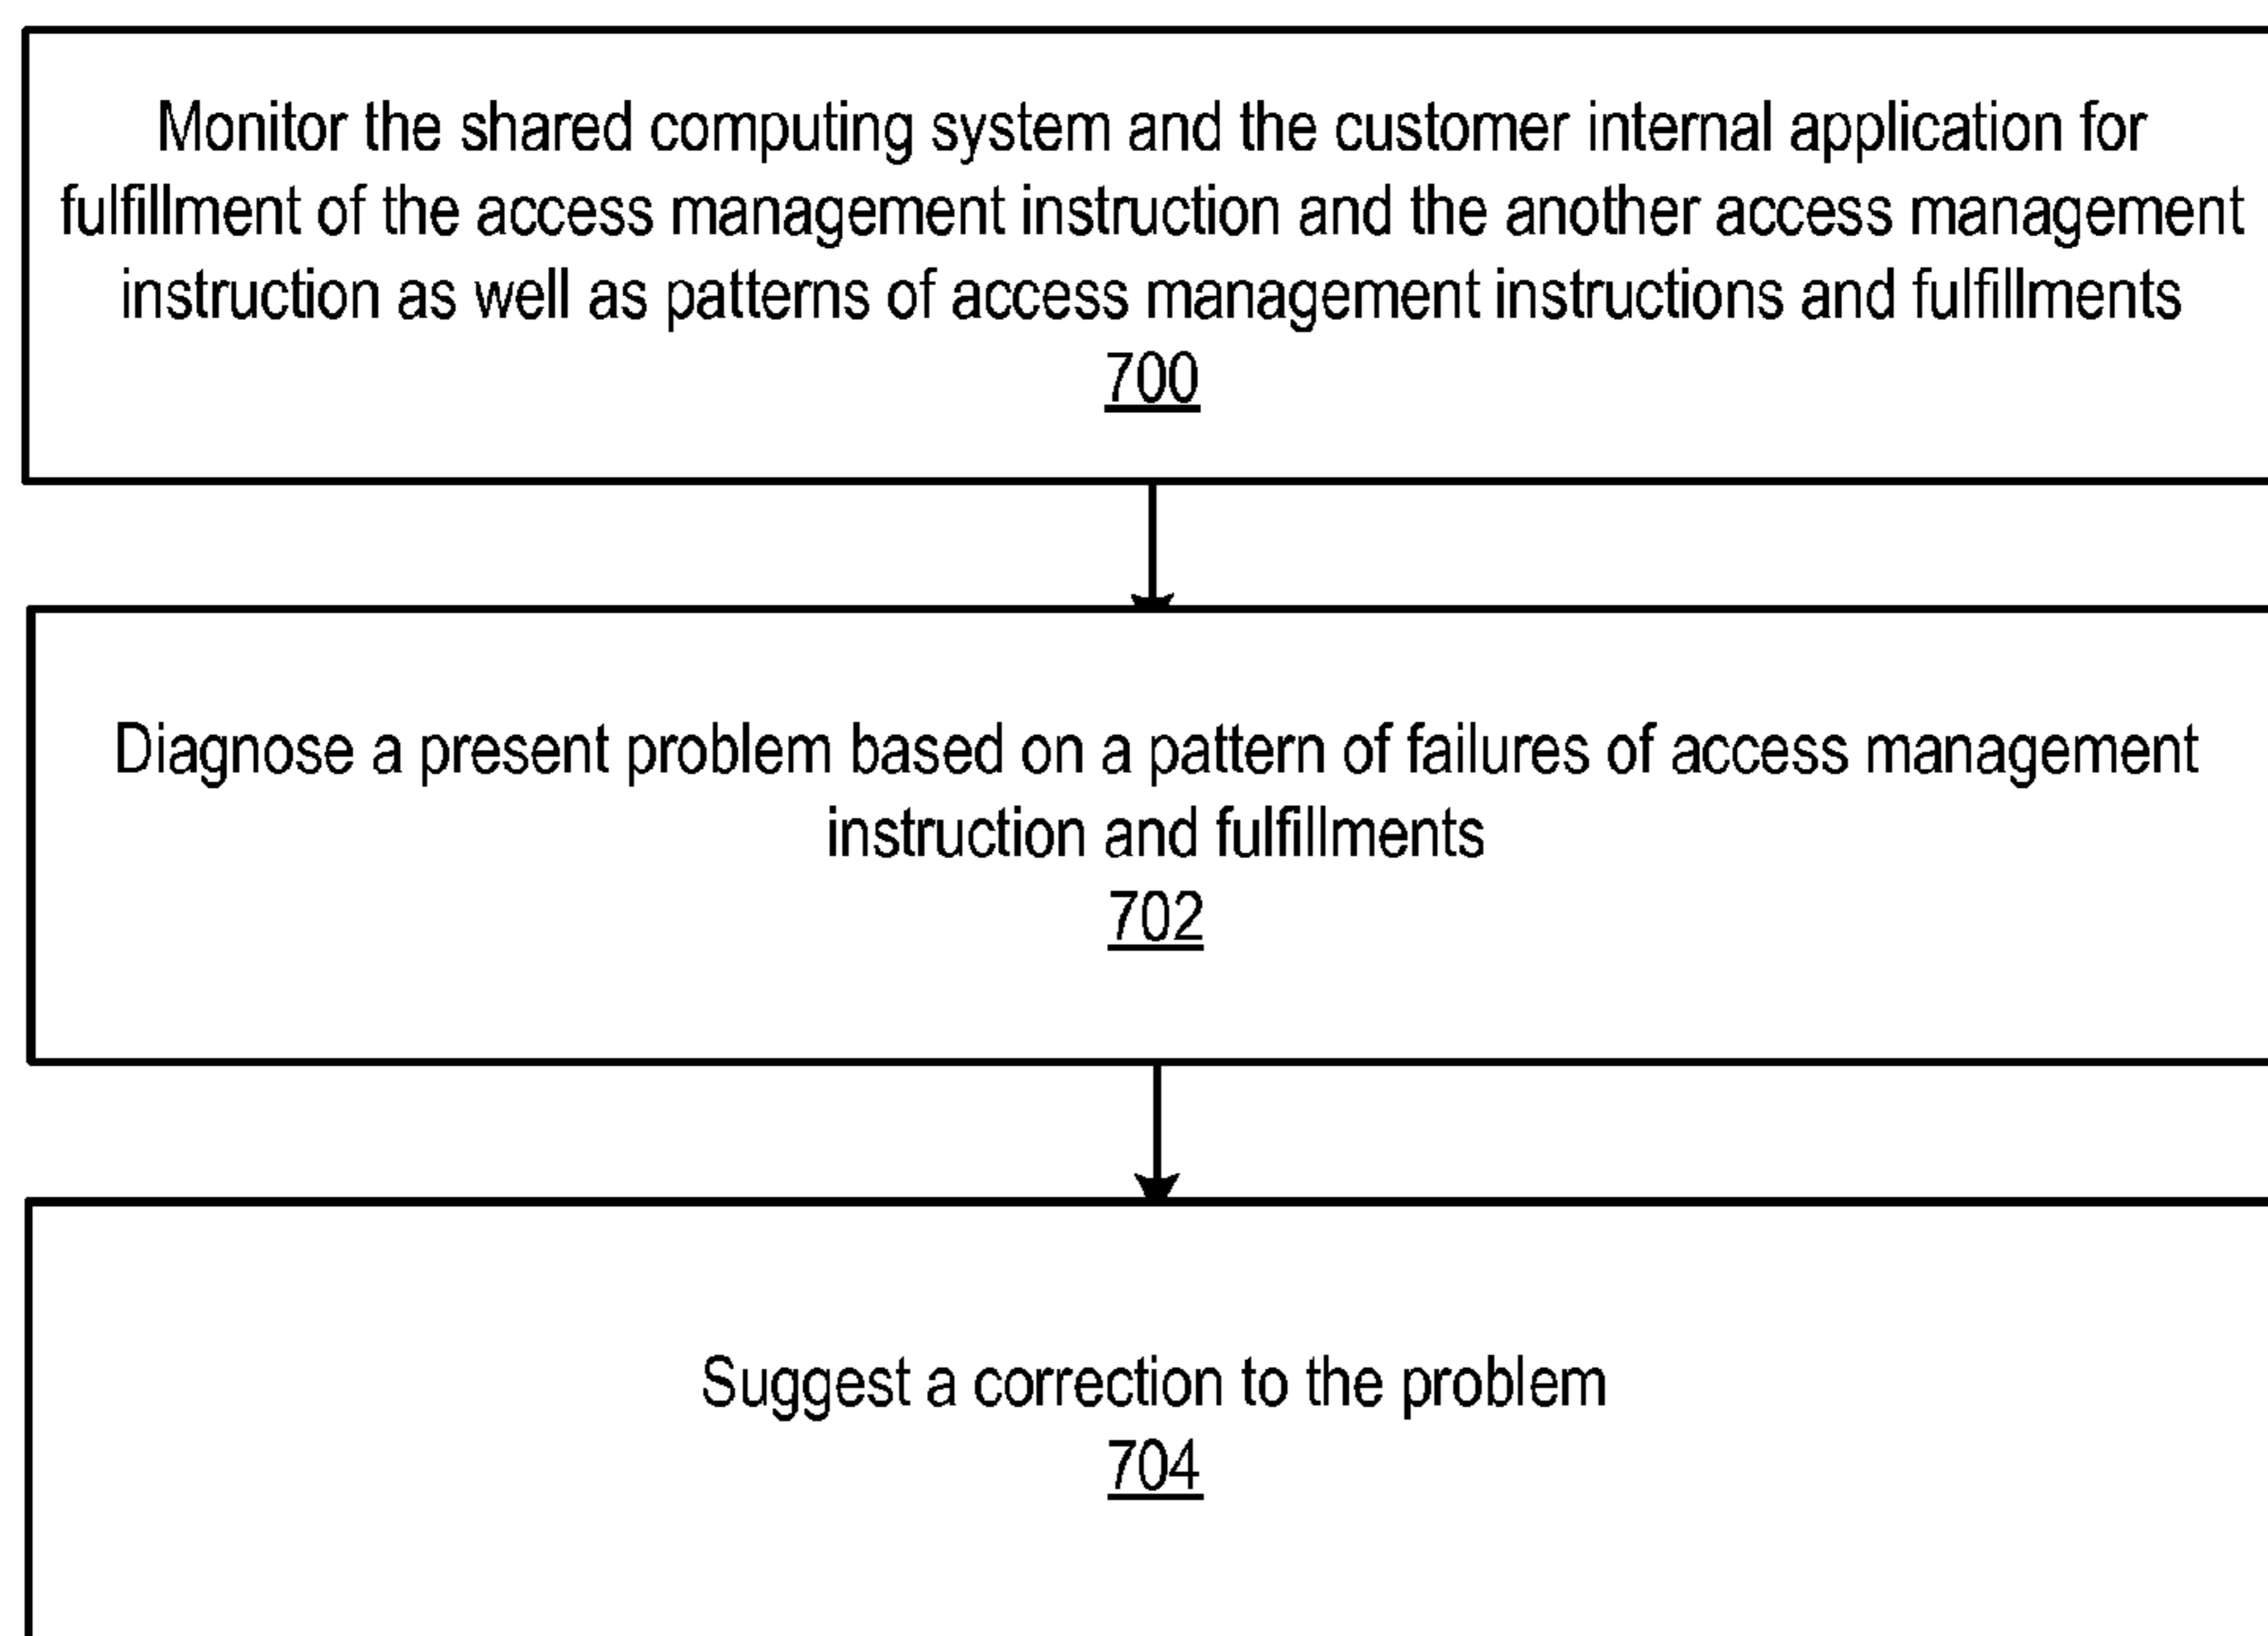 Monitor the shared computing system and the customer internal application for
fulfillment of the access management instruction and the another access management
instruction as well as patterns of access management instructions and fulfillments
700
Diagnose a present problem based on a pattern of failures of access management
instruction and fulfillments
702
Suggest a correction to the problem
704